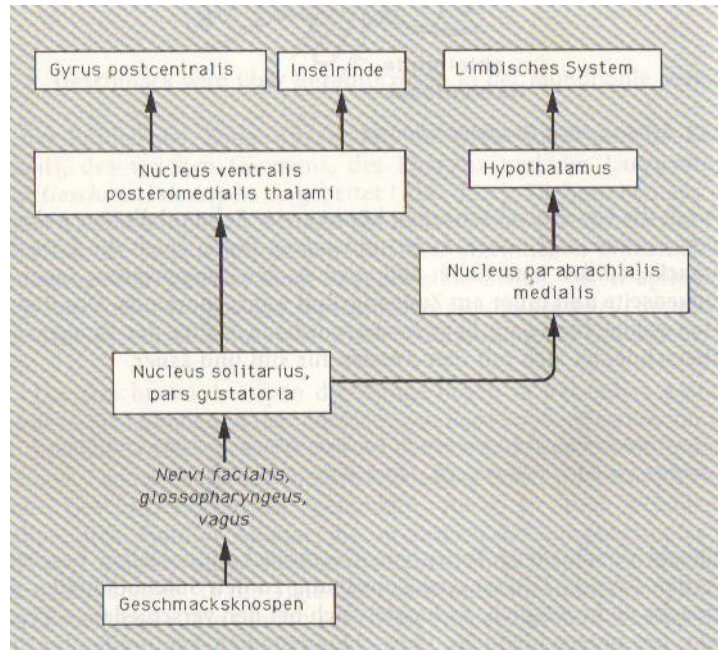 Gyrus postcentralis
Inselrinde
Limbisches System
Nucleus ventralis
posteromedialis thalami
Hypothalamus
Nucleus parabrachialis
medialis
Nucleus solitarius,
pars gustatoria
Nervi facialis,
glossopharyngeus,
vagus
Geschmacksknospen